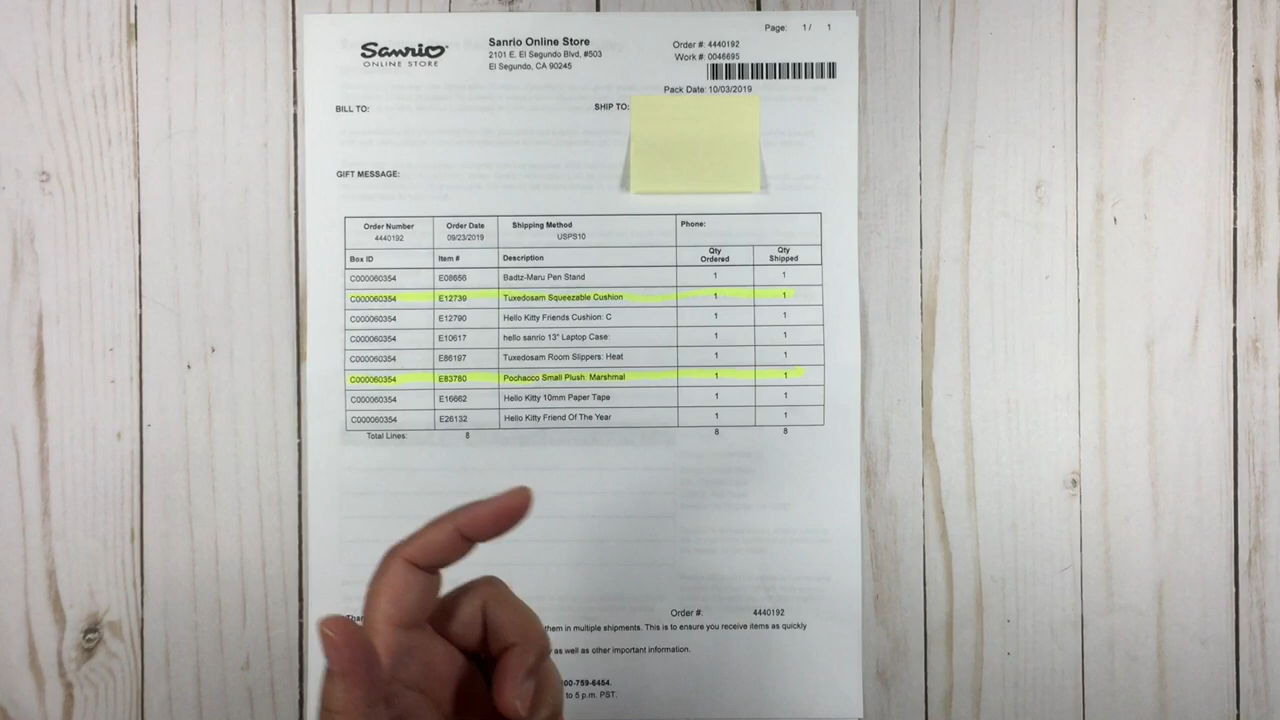 Page: 1 / 1
Sanrio
ONLINE STORE
Sanrio Online Store
2101 E. El Segundo Blvd, #503
El Segundo, CA 90245
Order #: 4440192
Work #: 0046695
Pack Date: 10/03/2019
BILL TO:
SHIP TO:
GIFT MESSAGE:
Order Number Order Date Shipping Method Phone:
4440192 09/23/2019 USPS10
Box ID Item # Description Qty Ordered Qty Shipped
C000060354 E08656 Badtz-Maru Pen Stand 1 1
C000060354 E12739 Tuxedosam Squeezable Cushion 1 1
C000060354 E12790 Hello Kitty Friends Cushion: C 1 1
C000060354 E10617 hello sanrio 13" Laptop Case: 1 1
C000060354 E86197 Tuxedosam Room Slippers: Heat 1 1
C000060354 E83780 Pochacco Small Plush: Marshmal 1 1
C000060354 E16662 Hello Kitty 10mm Paper Tape 1 1
C000060354 E26132 Hello Kitty Friend Of The Year 1 1
Total Lines: 8 8 8
Order #: 4440192
them in multiple shipments. This is to ensure you receive items as quickly
as well as other important information.
00-759-6454.
to 5 p.m. PST.